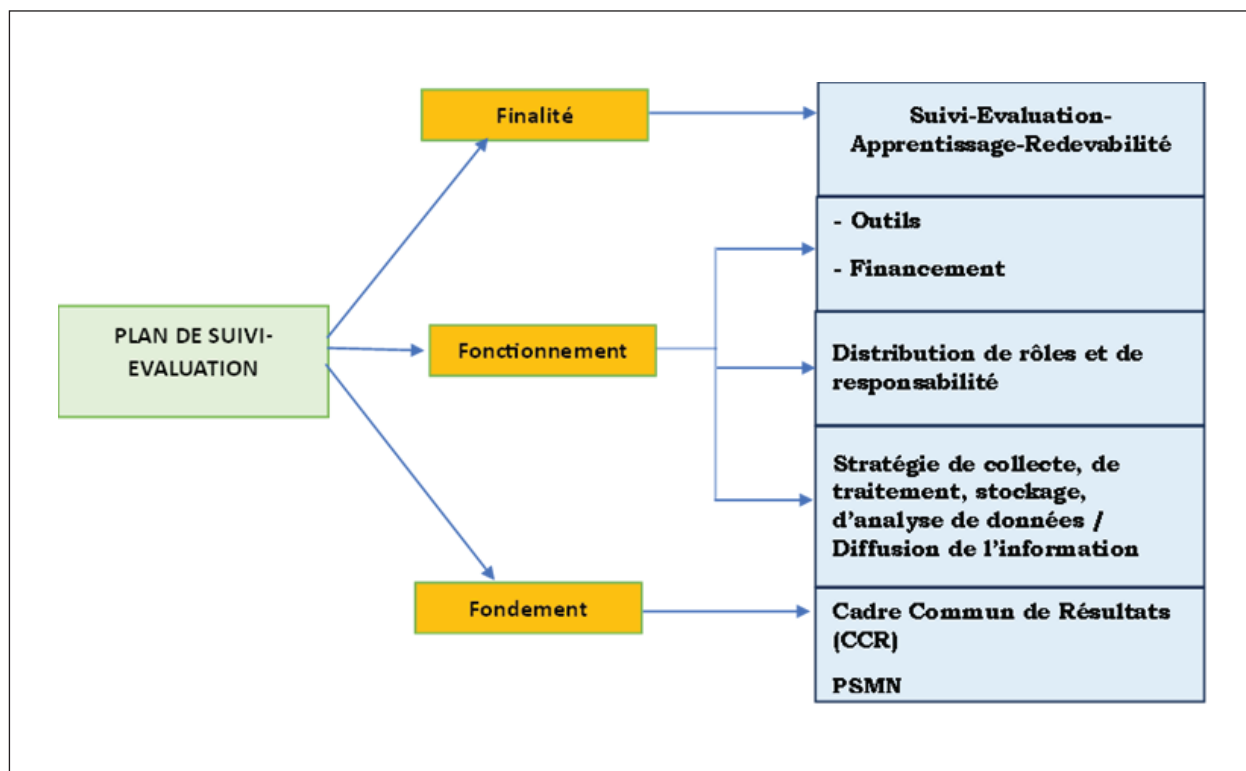 PLAN DE SUIVI-
EVALUATION
Finalité
Suivi-Evaluation-
Apprentissage-Redevabilité
Fonctionnement
- Outils
- Financement
Distribution de rôles et de
responsabilité
Stratégie de collecte, de
traitement, stockage,
d'analyse de données /
Diffusion de l'information
Fondement
Cadre Commun de Résultats
(CCR)
PSMN